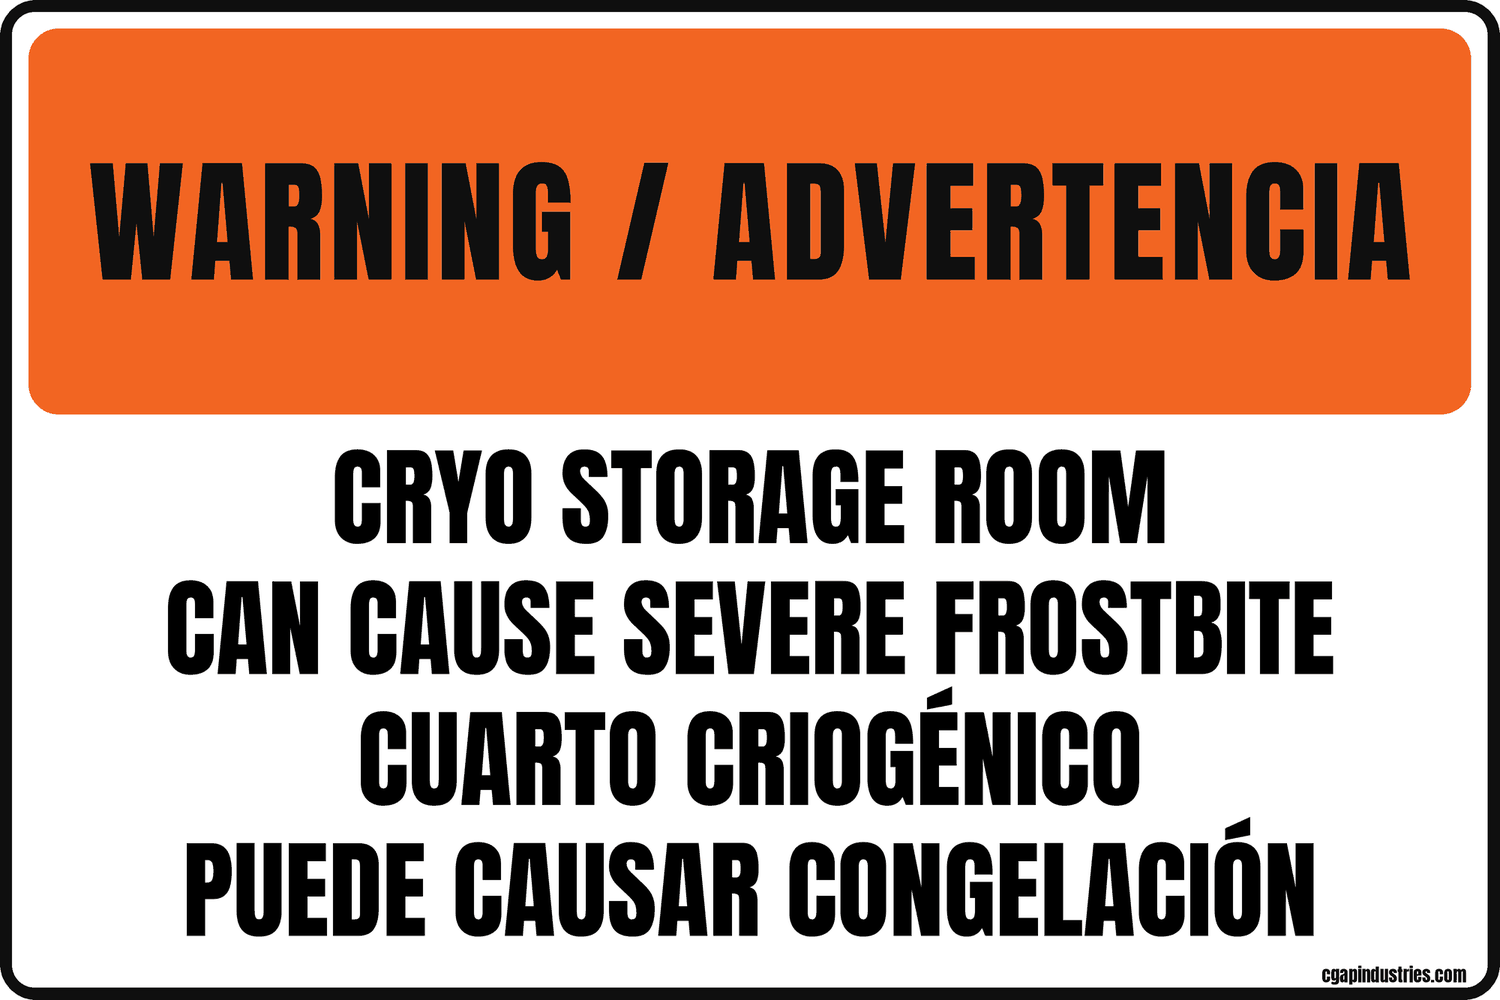 WARNING / ADVERTENCIA
CRYO STORAGE ROOM
CAN CAUSE SEVERE FROSTBITE
CUARTO CRIOGÉNICO
PUEDE CAUSAR CONGELACIÓN
cgapindustries.com